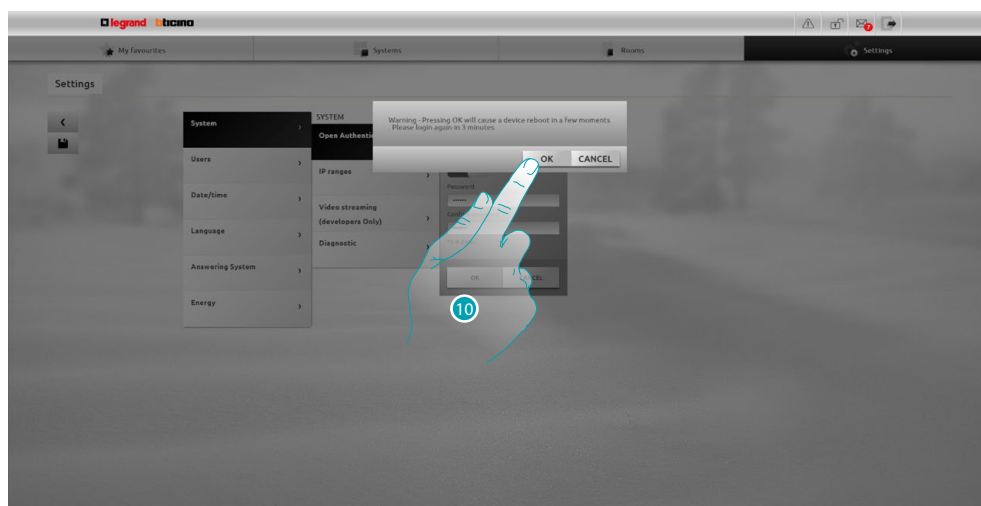 legrand bticino
7
My favourites
Systems
Rooms
Settings
Settings
System
Users
Date/time
Language
Answering System
Energy
SYSTEM
IP ranges
Video streaming
(developers Only)
Diagnostic
Warning - Pressing OK will cause a device reboot in a few moments
Please login again in 3 minutes
OK
CANCEL
Password
OK
10